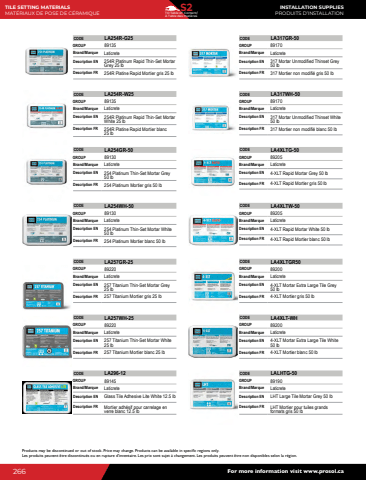 TILE SETTING MATERIALS
MATÉRIAUX DE POSE DE CÉRAMIQUE
S2
INSTALLATION SUPPLIES
PRODUITS D'INSTALLATION
CODE LA254R-G25
GROUP 89135
Brand/Marque Laticrete
Description EN 254R Platinum Rapid Thin-Set Mortar
Grey 25 lb
Description FR 254R Platine Rapid Mortier gris 25 lb
CODE LA254R-W25
GROUP 89135
Brand/Marque Laticrete
Description EN 254R Platinum Rapid Thin-Set Mortar
White 25 lb
Description FR 254R Platine Rapid Mortier blanc
25 lb
CODE LA254GR-50
GROUP 89130
Brand/Marque Laticrete
Description EN 254 Platinum Thin-Set Mortar Grey
50 lb
Description FR 254 Platinum Mortier gris 50 lb
CODE LA254WH-50
GROUP 89130
Brand/Marque Laticrete
Description EN 254 Platinum Thin-Set Mortar White
50 lb
Description FR 254 Platinum Mortier blanc 50 lb
CODE LA257GR-25
GROUP 89220
Brand/Marque Laticrete
Description EN 257 Titanium Thin-Set Mortar Grey
25 lb
Description FR 257 Titanium Mortier gris 25 lb
CODE LA257WH-25
GROUP 89220
Brand/Marque Laticrete
Description EN 257 Titanium Thin-Set Mortar White
25 lb
Description FR 257 Titanium Mortier blanc 25 lb
CODE LA296-12
GROUP 89145
Brand/Marque Laticrete
Description EN Glass Tile Adhesive Lite White 12.5 lb
Description FR Mortier adhésif pour carrelage en
verre blanc 12.5 lb
CODE LA317GR-50
GROUP 89170
Brand/Marque Laticrete
Description EN 317 Mortar Unmodified Thinset Grey
50 lb
Description FR 317 Mortier non modifié gris 50 lb
CODE LA317WH-50
GROUP 89170
Brand/Marque Laticrete
Description EN 317 Mortar Unmodified Thinset White
50 lb
Description FR 317 Mortier non modifié blanc 50 lb
CODE LA4XLTG-50
GROUP 89205
Brand/Marque Laticrete
Description EN 4-XLT Rapid Mortar Grey 50 lb
Description FR 4-XLT Rapid Mortier gris 50 lb
CODE LA4XLTW-50
GROUP 89205
Brand/Marque Laticrete
Description EN 4-XLT Rapid Mortar White 50 lb
Description FR 4-XLT Rapid Mortier blanc 50 lb
CODE LA4XLTGR50
GROUP 89200
Brand/Marque Laticrete
Description EN 4-XLT Mortar Extra Large Tile Grey
50 lb
Description FR 4-XLT Mortier gris 50 lb
CODE LA4XLT-WH
GROUP 89200
Brand/Marque Laticrete
Description EN 4-XLT Mortar Extra Large Tile White
50 lb
Description FR 4-XLT Mortier blanc 50 lb
CODE LALHTG-50
GROUP 89160
Brand/Marque Laticrete
Description EN LHT Large Tile Mortar Grey 50 lb
Description FR LHT Mortier pour tuiles grands
formats gris 50 lb
Products may be discontinued or out of stock. Price may change. Products can be available in specific regions only.
Les produits peuvent être discontinués ou en rupture d'inventaire. Les prix sont sujet à changement. Les produits peuvent être non disponibles selon la région.
266
For more information visit www.prosol.ca